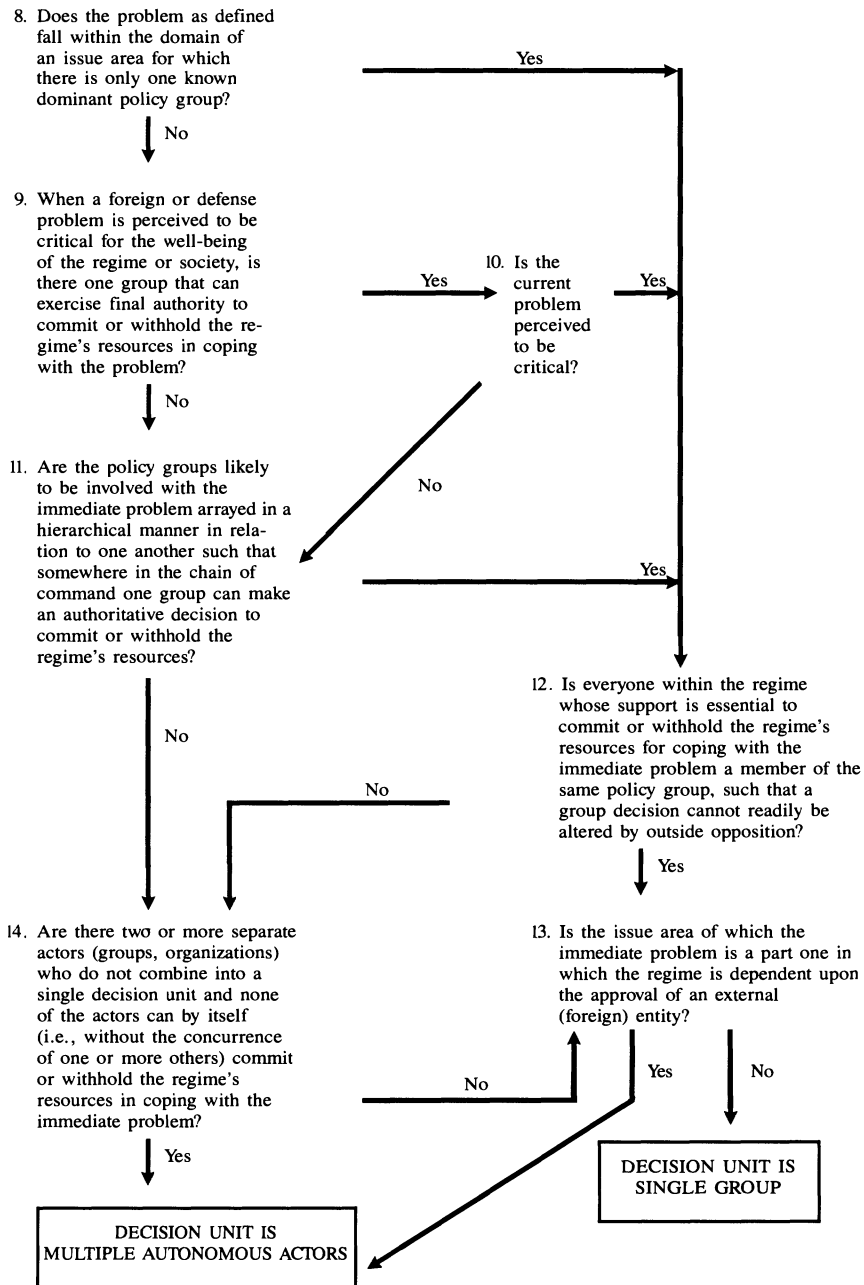 8. Does the problem as defined
fall within the domain of
an issue area for which
there is only one known
dominant policy group?
Yes
No
9. When a foreign or defense
problem is perceived to be
critical for the well-being
of the regime or society, is
there one group that can
exercise final authority to
commit or withhold the re-
gime's resources in coping
with the problem?
Yes
10. Is the
current
problem
perceived
to be
critical?
Yes
No
No
11. Are the policy groups likely
to be involved with the
immediate problem arrayed in a
hierarchical manner in rela-
tion to one another such that
somewhere in the chain of
command one group can make
an authoritative decision to
commit or withhold the
regime's resources?
Yes
No
12. Is everyone within the regime
whose support is essential to
commit or withhold the regime's
resources for coping with the
immediate problem a member of the
same policy group, such that a
group decision cannot readily be
altered by outside opposition?
No
Yes
14. Are there two or more separate
actors (groups, organizations)
who do not combine into a
single decision unit and none
of the actors can by itself
(i.e., without the concurrence
of one or more others) commit
or withhold the regime's
resources in coping with the
immediate problem?
No
Yes
13. Is the issue area of which the
immediate problem is a part one in
which the regime is dependent upon
the approval of an external
(foreign) entity?
Yes
No
DECISION UNIT IS
SINGLE GROUP
DECISION UNIT IS
MULTIPLE AUTONOMOUS ACTORS